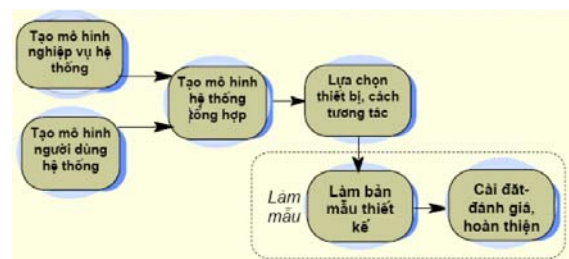 Tạo mô hình
nghiệp vụ hệ
thống
Tạo mô hình
người dùng hệ
thống
Tạo mô hình
hệ thống
tổng hợp
Lựa chọn
thiết bị, cách
tương tác
Làm
mẫu
Làm bản
mẫu thiết
kế
Cài đăt-
đánh giá,
hoàn thiện